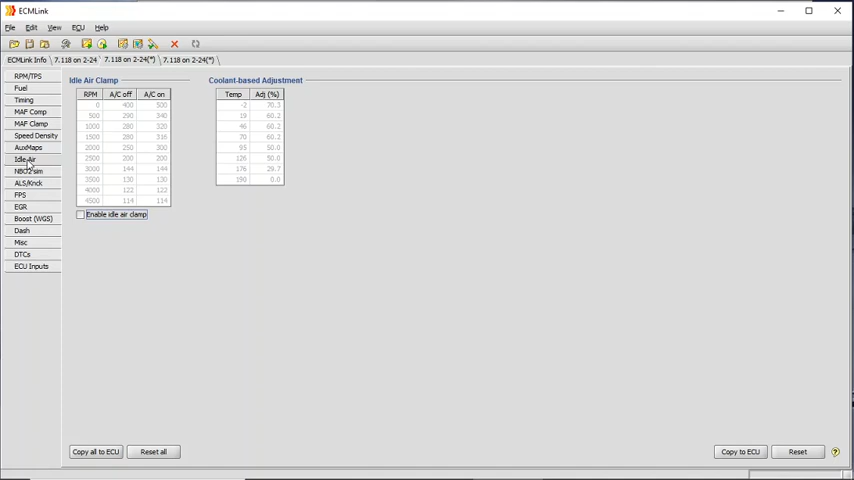 ECMLink
File Edit View ECU Help
ECMLink Info 7.118 on 2-24 7.118 on 2-24(*) 7.118 on 2-24(*)
RPM/TPS
Fuel
Timing
MAF Comp
MAF Clamp
Speed Density
AuxMaps
Idle Air
NBO2 sim
ALS/Knck
FPS
EGR
Boost (WGS)
Dash
Misc
DTCs
ECU Inputs
Idle Air Clamp
RPM A/C off A/C on
0 400 500
500 290 340
1000 280 320
1500 280 316
2000 250 300
2500 200 200
3000 144 144
3500 130 130
4000 122 122
4500 114 114
Enable idle air clamp
Coolant-based Adjustment
Temp Adj (%)
-2 70.3
19 60.2
46 60.2
70 60.2
95 50.0
126 50.0
176 29.7
190 0.0
Copy all to ECU Reset all Copy to ECU Reset ?